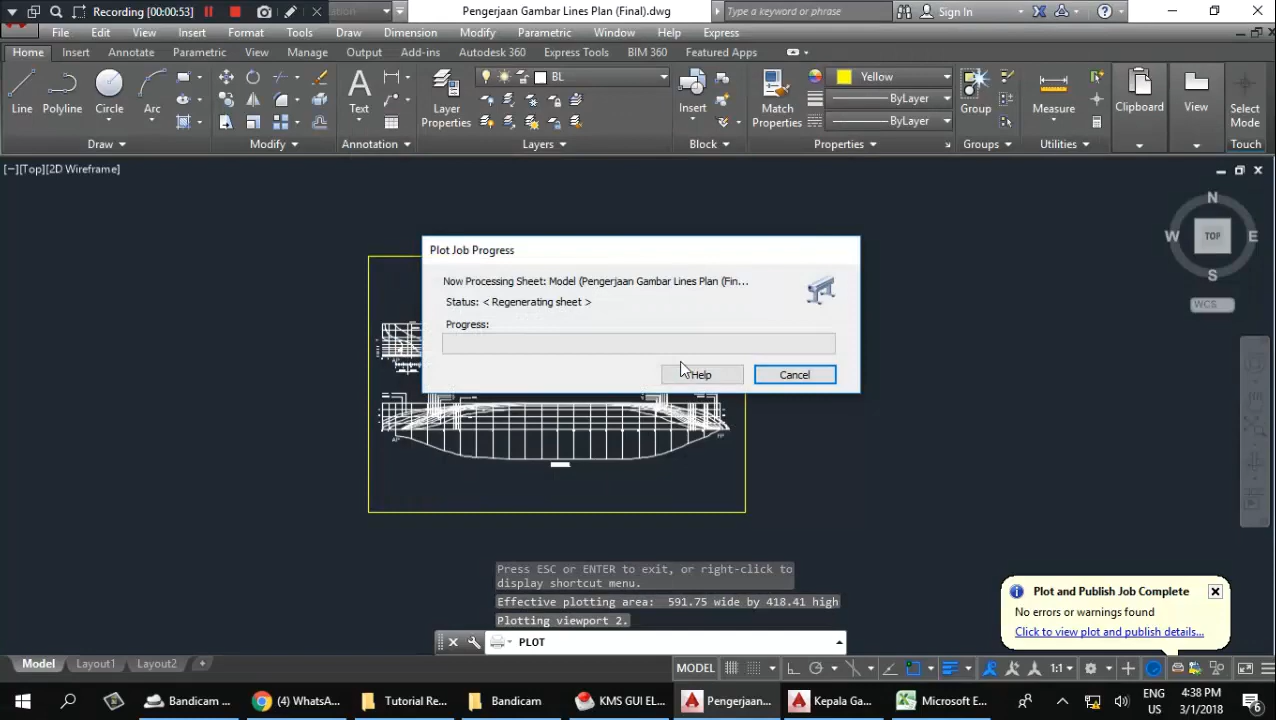 Recording [00:00:53]
Pengerjaan Gambar Lines Plan (Final).dwg
Type a keyword or phrase
Sign In
File Edit View Insert Format Tools Draw Dimension Modify Parametric Window Help Express
Home Insert Annotate Parametric View Manage Output Add-ins Autodesk 360 Express Tools BIM 360 Featured Apps
BL
Yellow
ByLayer
ByLayer
Line Polyline Circle Arc
Text
Layer Properties
Insert
Match Properties
Group
Measure
Clipboard
View
Select Mode
Draw Modify Annotation Layers Block Properties Groups Utilities Touch
[−][Top][2D Wireframe]
N
W TOP E
S
WCS
Plot Job Progress
Now Processing Sheet: Model (Pengerjaan Gambar Lines Plan (Fin...
Status: < Regenerating sheet >
Progress:
Help Cancel
AP
FP
Press ESC or ENTER to exit, or right-click to
display shortcut menu.
Effective plotting area: 591.75 wide by 418.41 high
Plotting viewport 2.
PLOT
Plot and Publish Job Complete
No errors or warnings found
Click to view plot and publish details...
Model Layout1 Layout2 +
MODEL 1:1
Bandicam ... (4) WhatsA... Tutorial Re... Bandicam KMS GUI EL... Pengerjaan... Kepala Ga... Microsoft E...
ENG
US
4:38 PM
3/1/2018
6